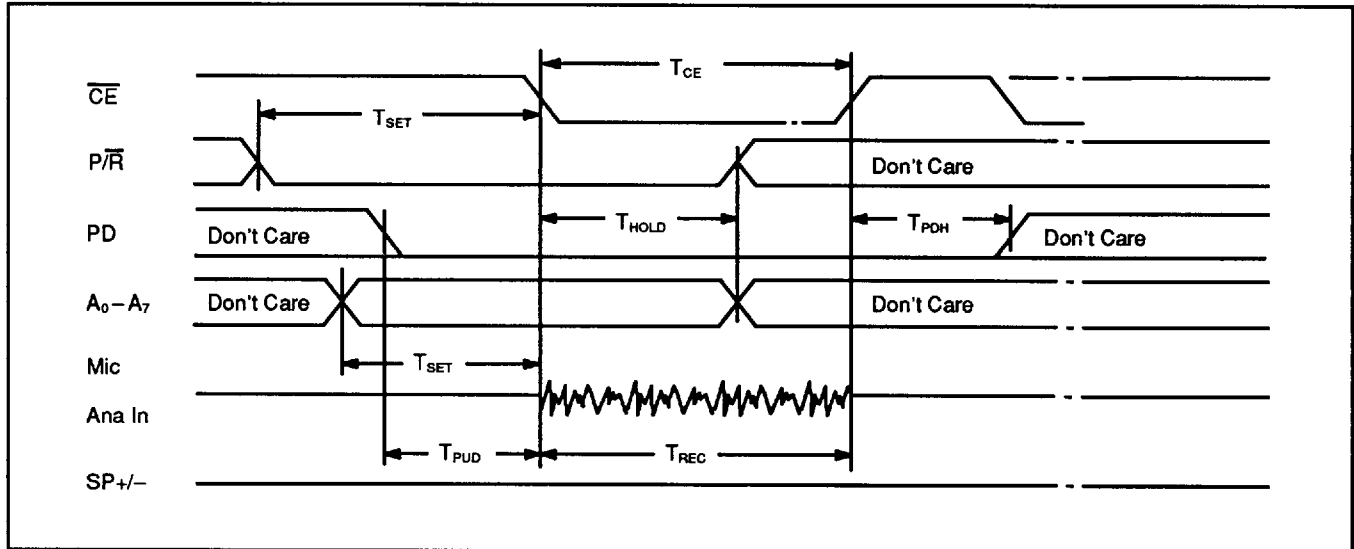 T_CE
C̅E̅
T_SET
P/R̅
Don't Care
PD
Don't Care
T_HOLD
T_PDH
Don't Care
A₀–A₇
Don't Care
Don't Care
Mic
T_SET
Ana In
T_PUD
T_REC
SP+/–